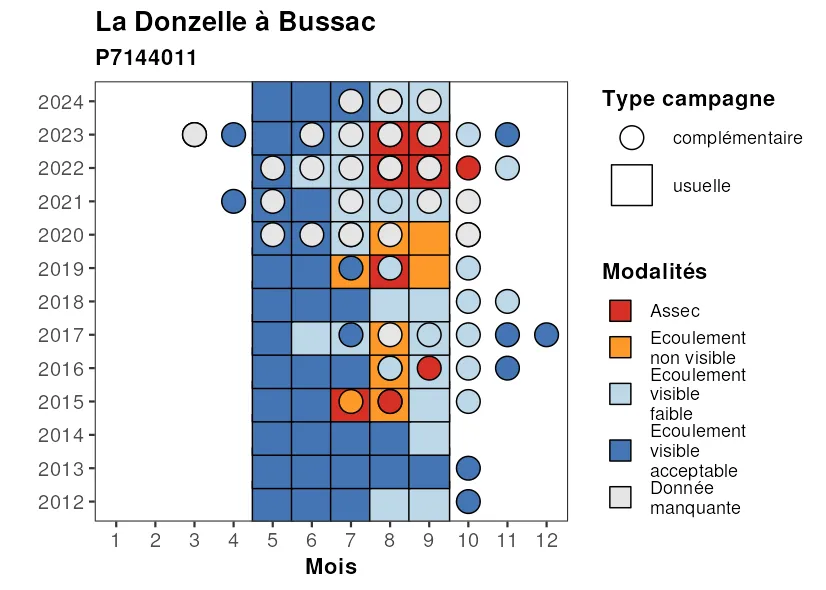 La Donzelle à Bussac
P7144011
2024
2023
2022
2021
2020
2019
2018
2017
2016
2015
2014
2013
2012
1 2 3 4 5 6 7 8 9 10 11 12
Mois
Type campagne
complémentaire
usuelle
Modalités
Assec
Ecoulement
non visible
Ecoulement
visible
faible
Ecoulement
visible
acceptable
Donnée
manquante